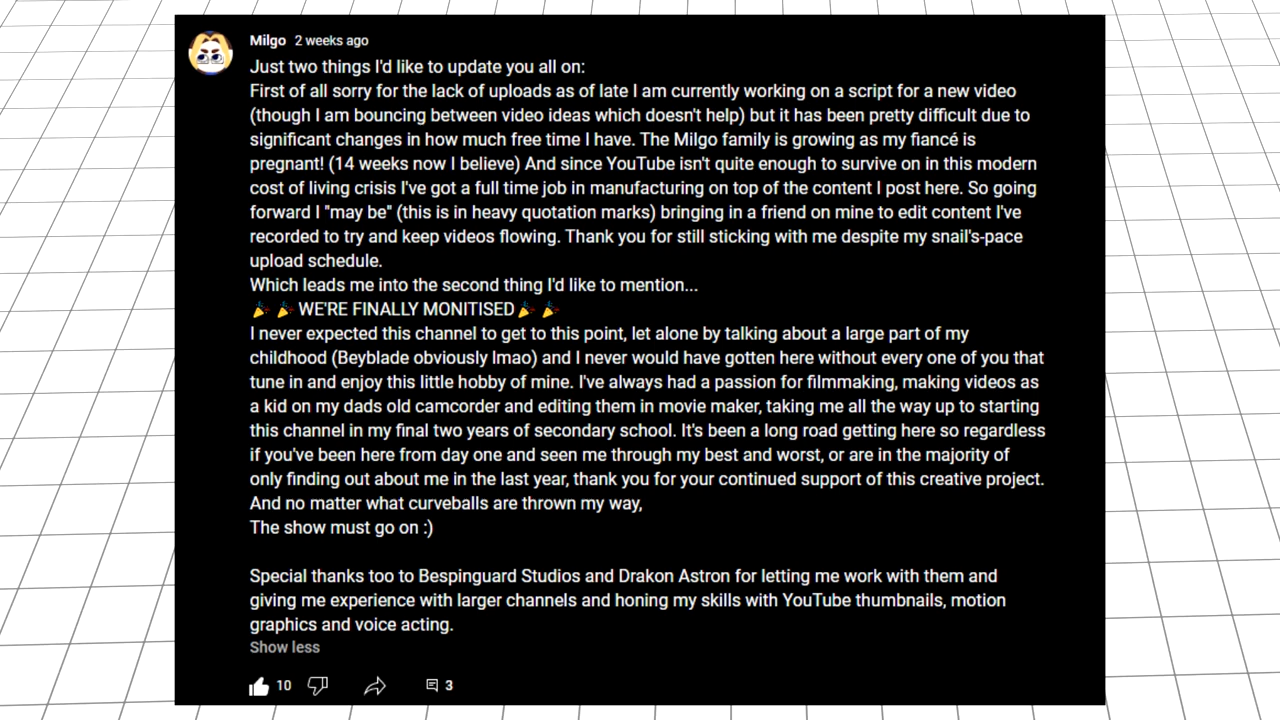 Milgo 2 weeks ago
Just two things I'd like to update you all on:
First of all sorry for the lack of uploads as of late I am currently working on a script for a new video
(though I am bouncing between video ideas which doesn't help) but it has been pretty difficult due to
significant changes in how much free time I have. The Milgo family is growing as my fiancé is
pregnant! (14 weeks now I believe) And since YouTube isn't quite enough to survive on in this modern
cost of living crisis I've got a full time job in manufacturing on top of the content I post here. So going
forward I "may be" (this is in heavy quotation marks) bringing in a friend on mine to edit content I've
recorded to try and keep videos flowing. Thank you for still sticking with me despite my snail's-pace
upload schedule.
Which leads me into the second thing I'd like to mention...
🎉 🎉 WE'RE FINALLY MONITISED🎉 🎉
I never expected this channel to get to this point, let alone by talking about a large part of my
childhood (Beyblade obviously lmao) and I never would have gotten here without every one of you that
tune in and enjoy this little hobby of mine. I've always had a passion for filmmaking, making videos as
a kid on my dads old camcorder and editing them in movie maker, taking me all the way up to starting
this channel in my final two years of secondary school. It's been a long road getting here so regardless
if you've been here from day one and seen me through my best and worst, or are in the majority of
only finding out about me in the last year, thank you for your continued support of this creative project.
And no matter what curveballs are thrown my way,
The show must go on :)
Special thanks too to Bespinguard Studios and Drakon Astron for letting me work with them and
giving me experience with larger channels and honing my skills with YouTube thumbnails, motion
graphics and voice acting.
Show less
10 3